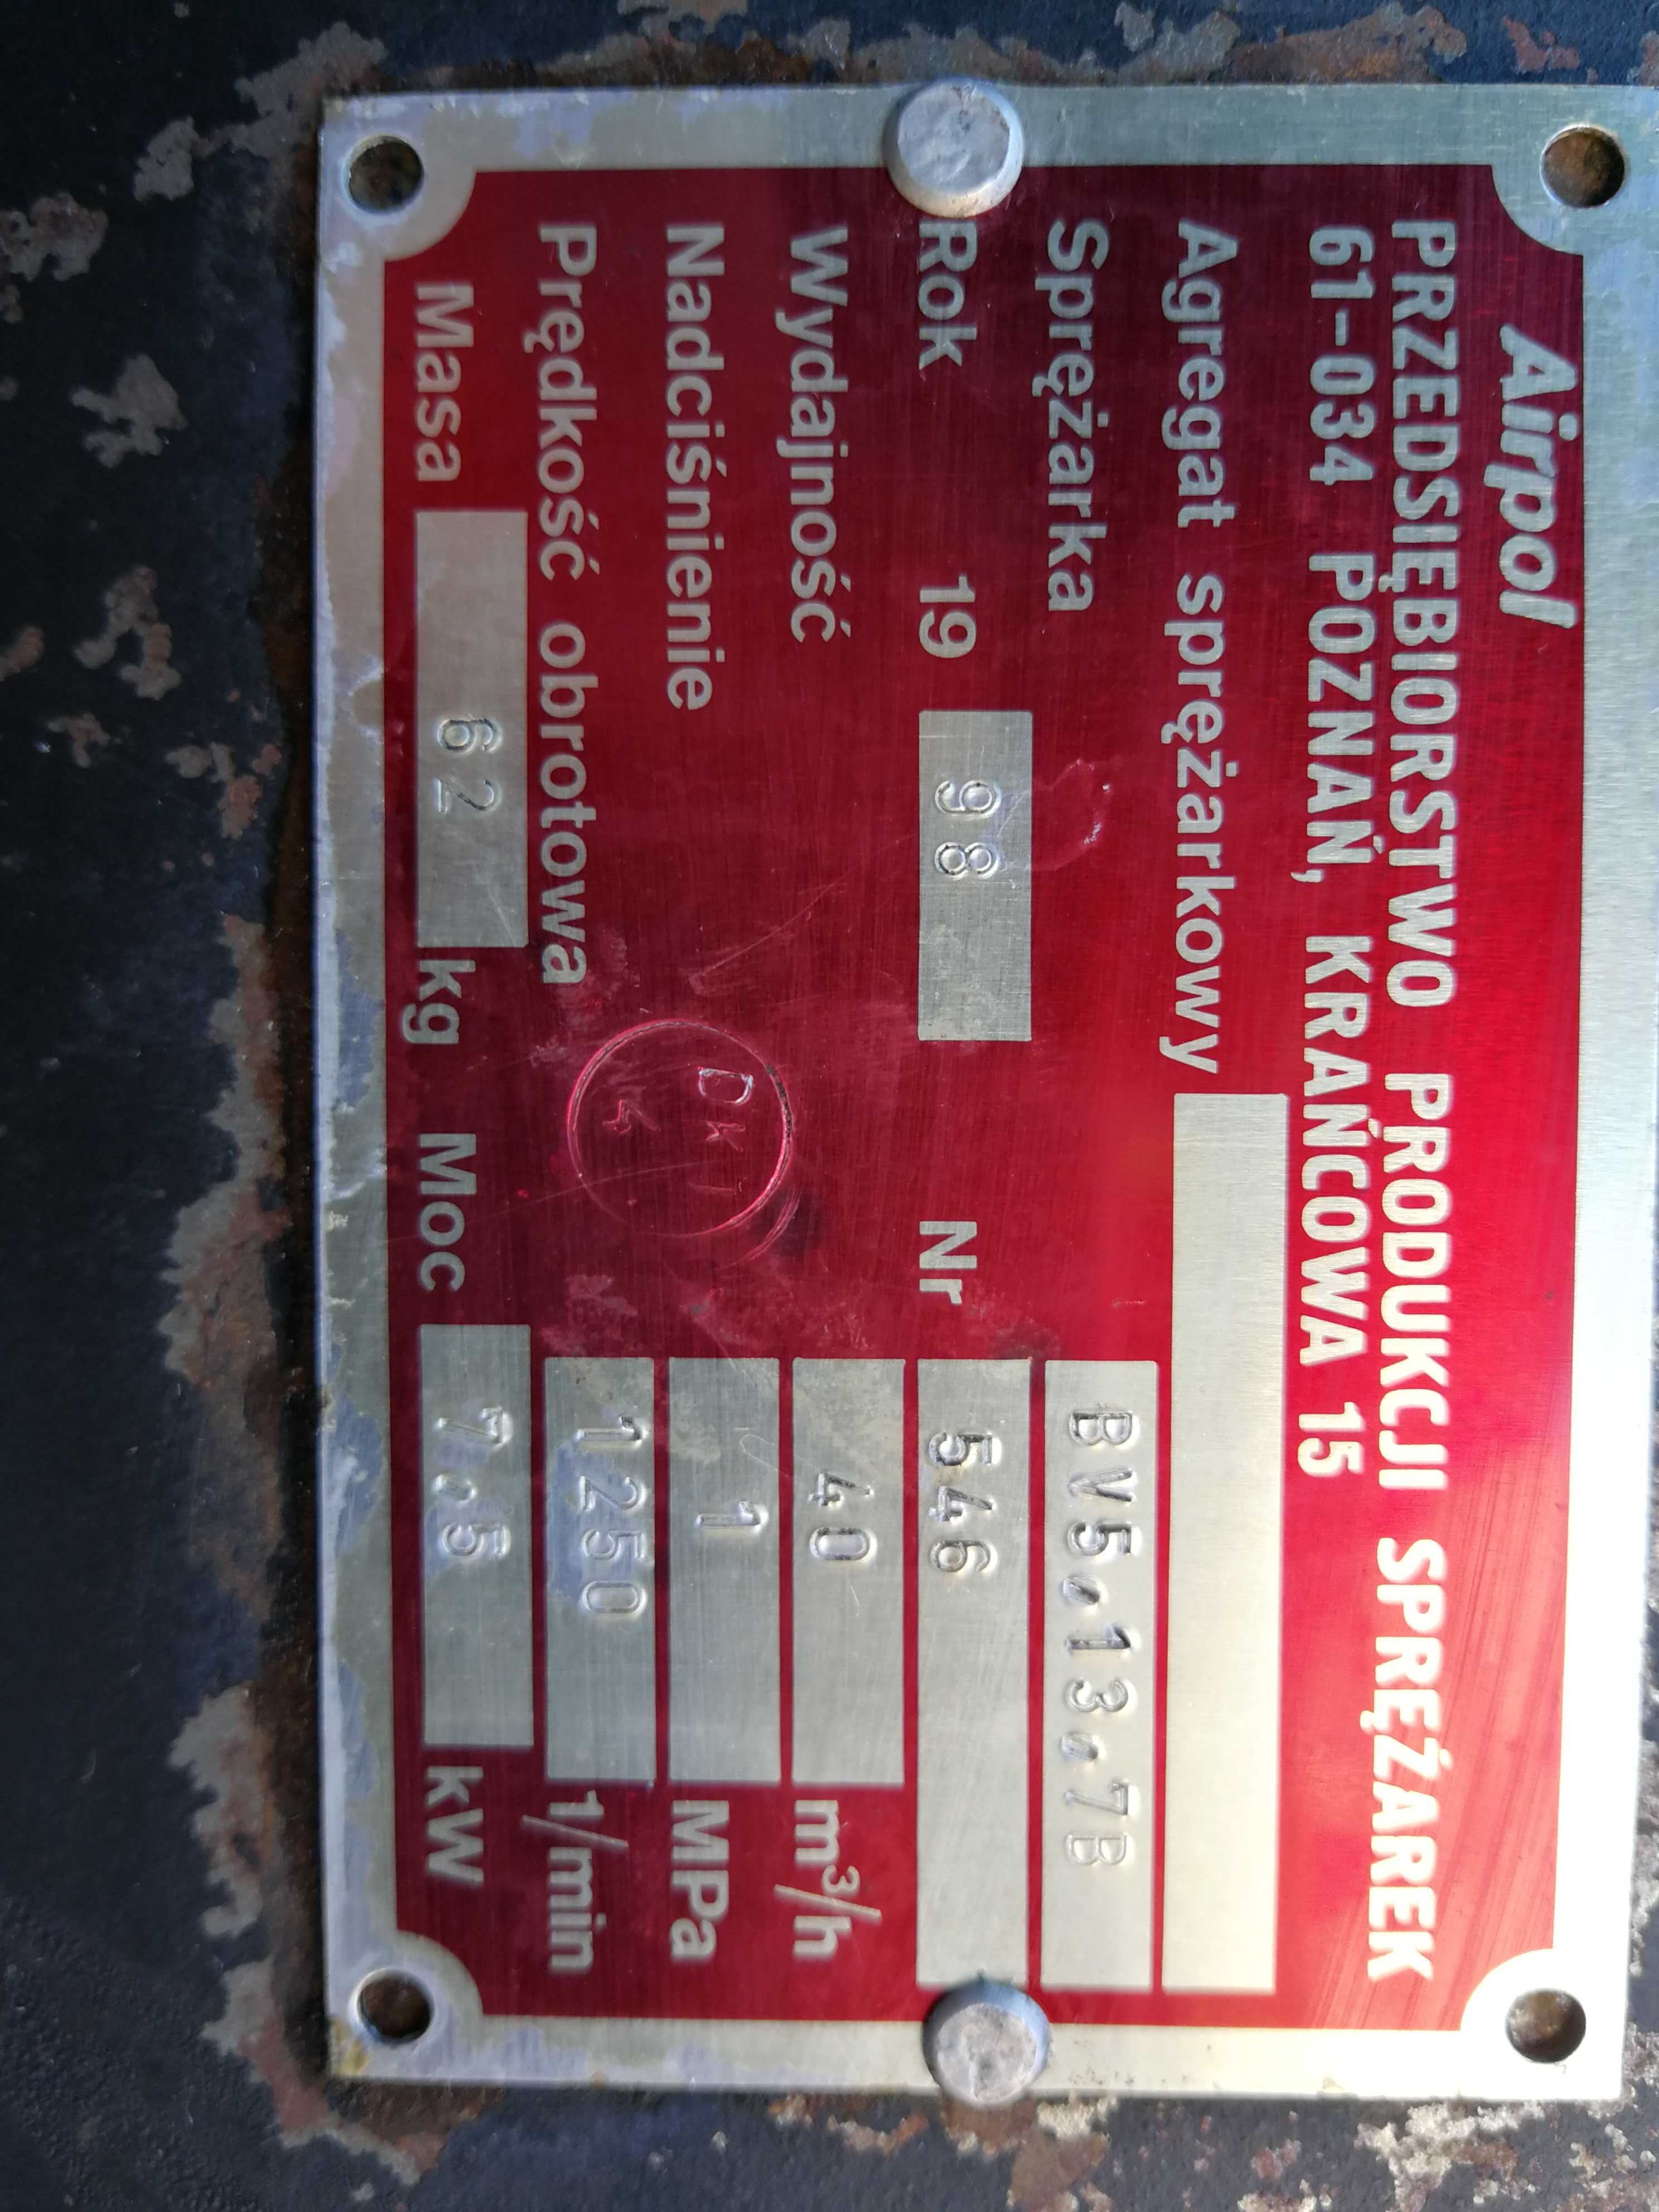 Airpol
PRZEDSIĘBIORSTWO PRODUKCJI SPRĘŻAREK
61-034 POZNAŃ, KRAŃCOWA 15
Agregat sprężarkowy
Sprężarka BV5.13.7B
Rok 19 98 Nr 546
Wydajność 40 m³/h
Nadciśnienie 1 MPa
Prędkość obrotowa 1250 1/min
Masa 62 kg Moc 7.5 kW